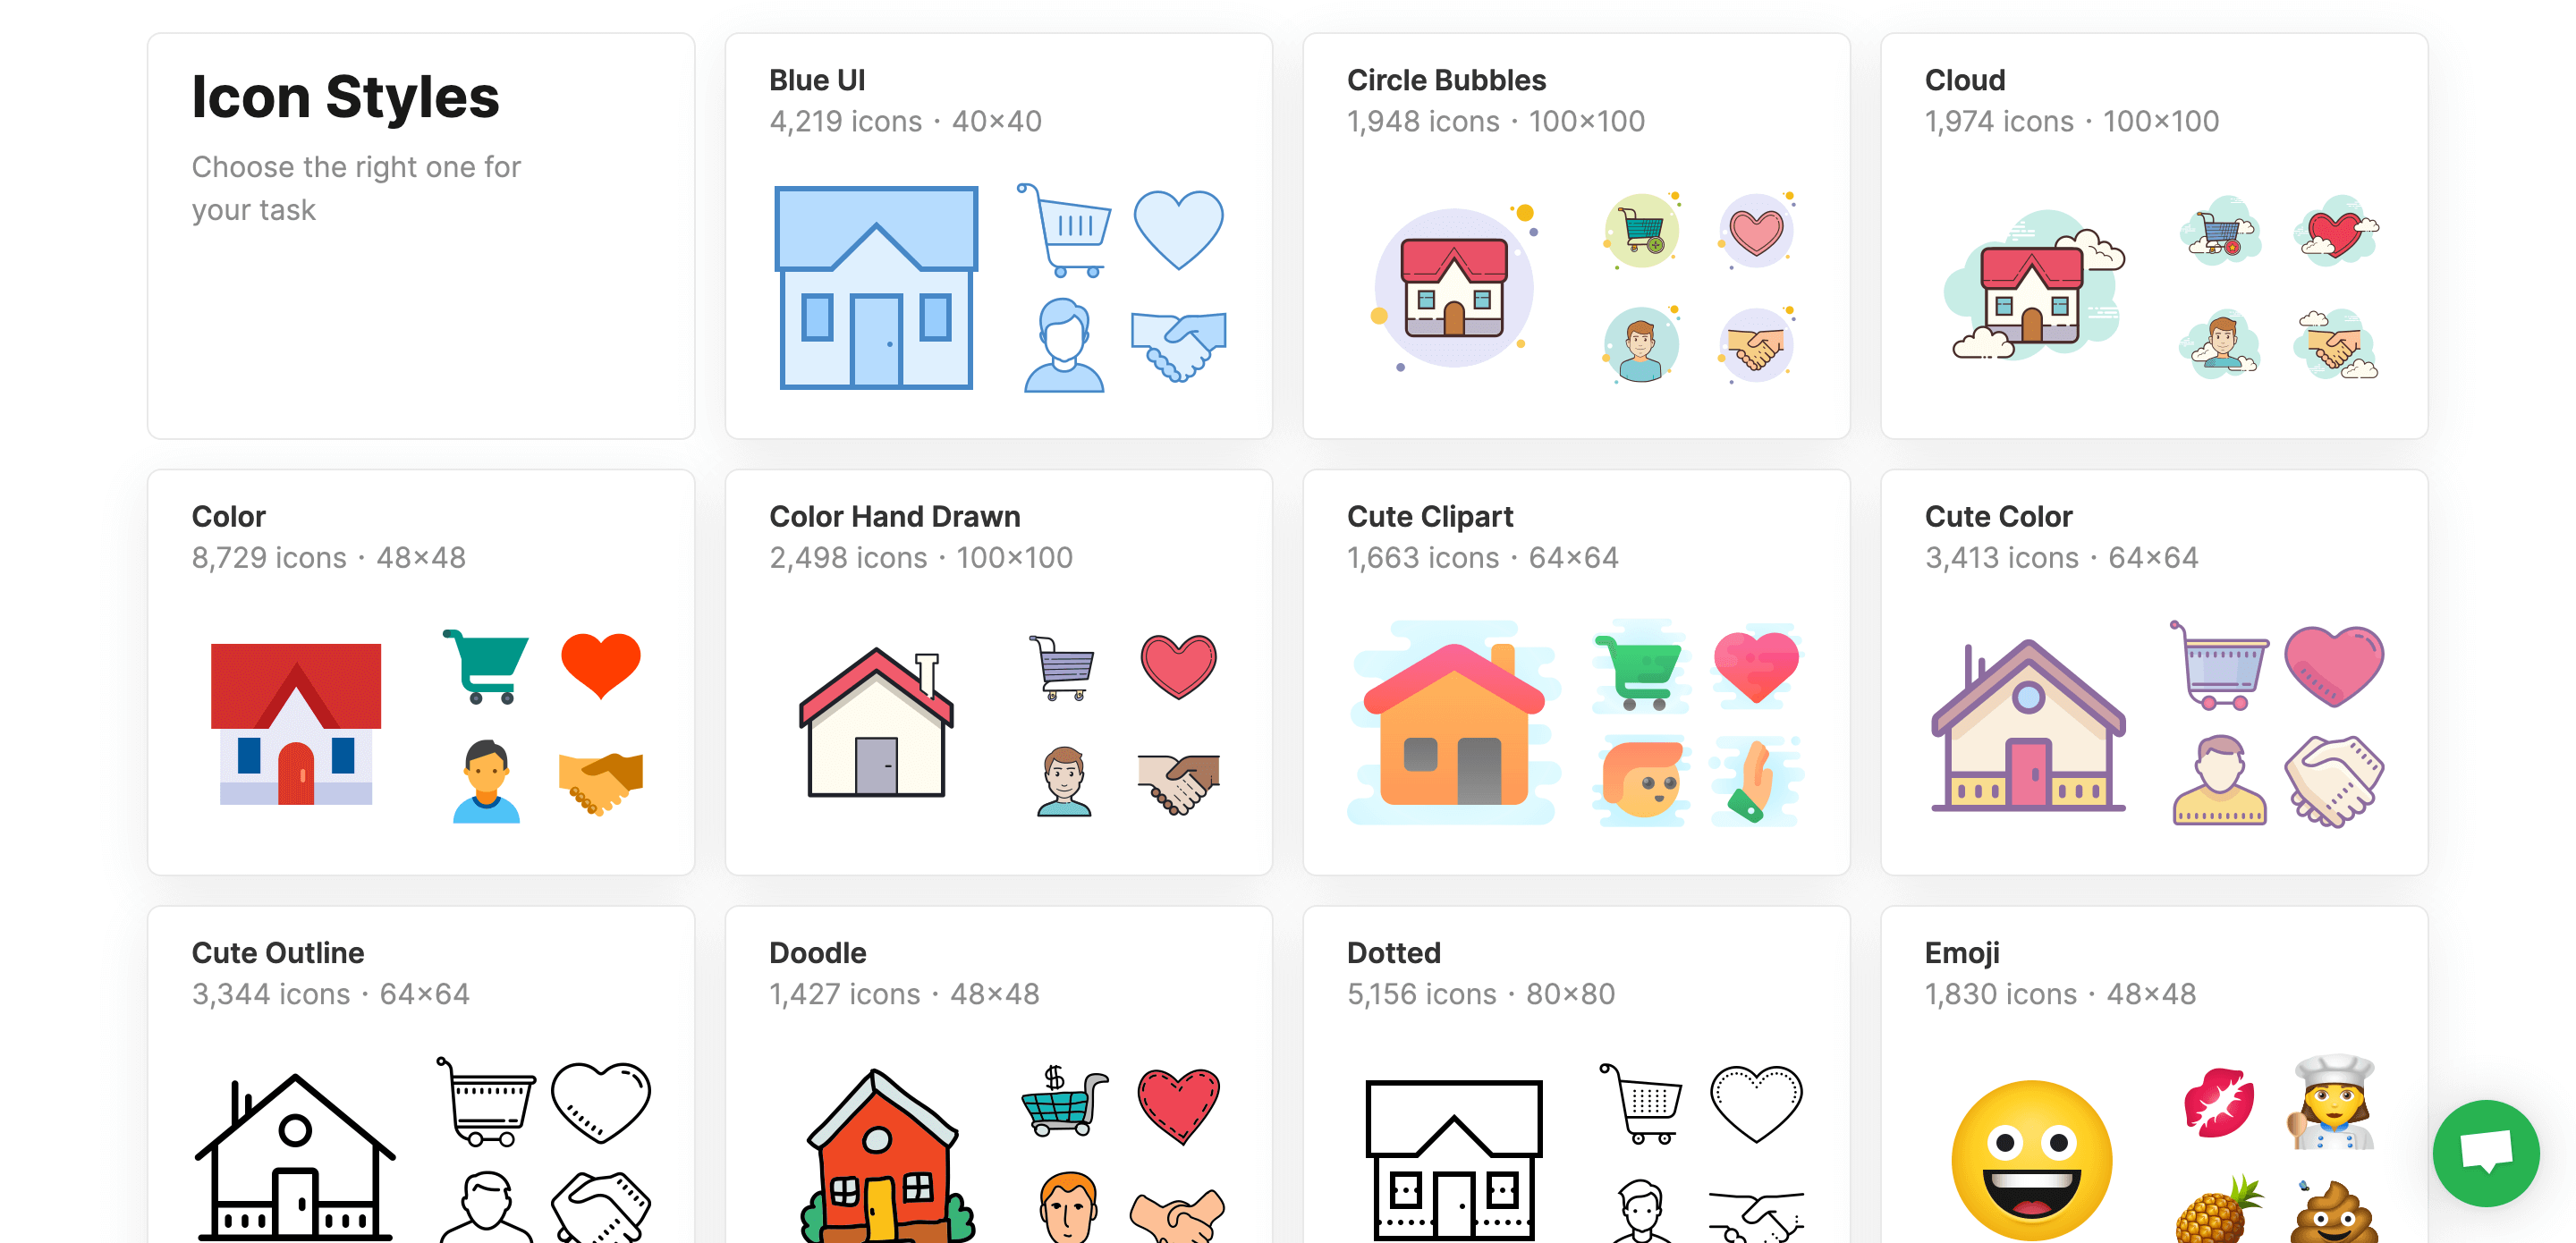 Icon Styles
Choose the right one for
your task
Blue UI
4,219 icons · 40×40
Circle Bubbles
1,948 icons · 100×100
Cloud
1,974 icons · 100×100
Color
8,729 icons · 48×48
Color Hand Drawn
2,498 icons · 100×100
Cute Clipart
1,663 icons · 64×64
Cute Color
3,413 icons · 64×64
Cute Outline
3,344 icons · 64×64
Doodle
1,427 icons · 48×48
$
Dotted
5,156 icons · 80×80
Emoji
1,830 icons · 48×48